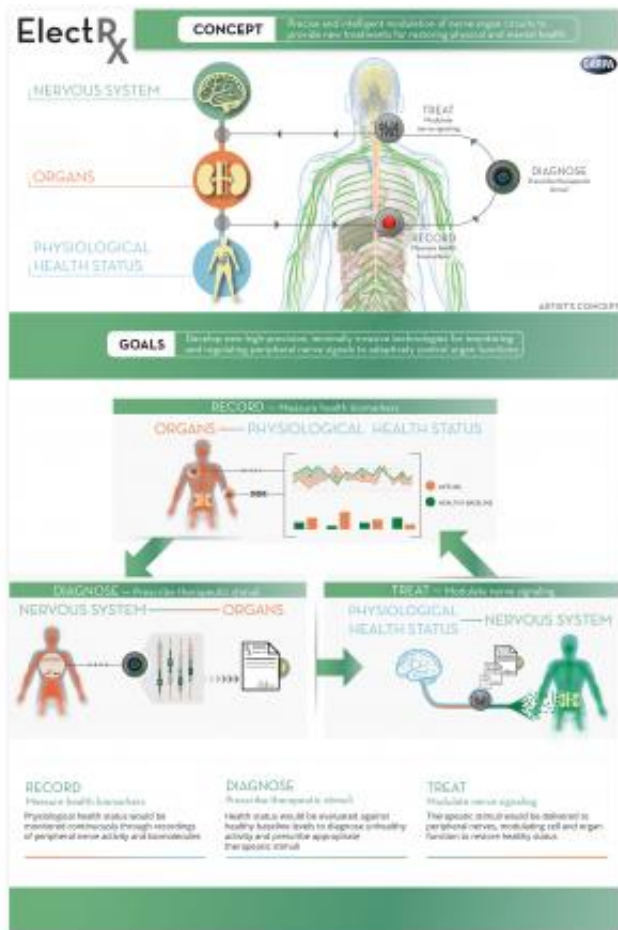 ElectRx
CONCEPT
Precise and intelligent modulation of nerve-organ circuits to
provide new treatments for restoring physical and mental health
DARPA
NERVOUS SYSTEM
ORGANS
PHYSIOLOGICAL
HEALTH STATUS
TREAT
Modulate
nerve signaling
DIAGNOSE
Prescribe therapeutic
stimuli
RECORD
Measure health
biomarkers
ARTIST'S CONCEPT
GOALS
Develop new high-precision, minimally invasive technologies for monitoring
and regulating peripheral nerve signals to adaptively control organ functions
RECORD — Measure health biomarkers
ORGANS — PHYSIOLOGICAL HEALTH STATUS
HEALTHY BASELINE
DIAGNOSE — Prescribe therapeutic stimuli
NERVOUS SYSTEM — ORGANS
TREAT — Modulate nerve signaling
PHYSIOLOGICAL
HEALTH STATUS — NERVOUS SYSTEM
RECORD
Measure health biomarkers
Physiological health status would be
monitored continuously through recordings
of peripheral nerve activity and biomolecules
DIAGNOSE
Prescribe therapeutic stimuli
Health status would be evaluated against
healthy baseline levels to diagnose unhealthy
activity and prescribe appropriate
therapeutic stimuli
TREAT
Modulate nerve signaling
Therapeutic stimuli would be delivered to
peripheral nerves, modulating cell and organ
function to restore healthy status